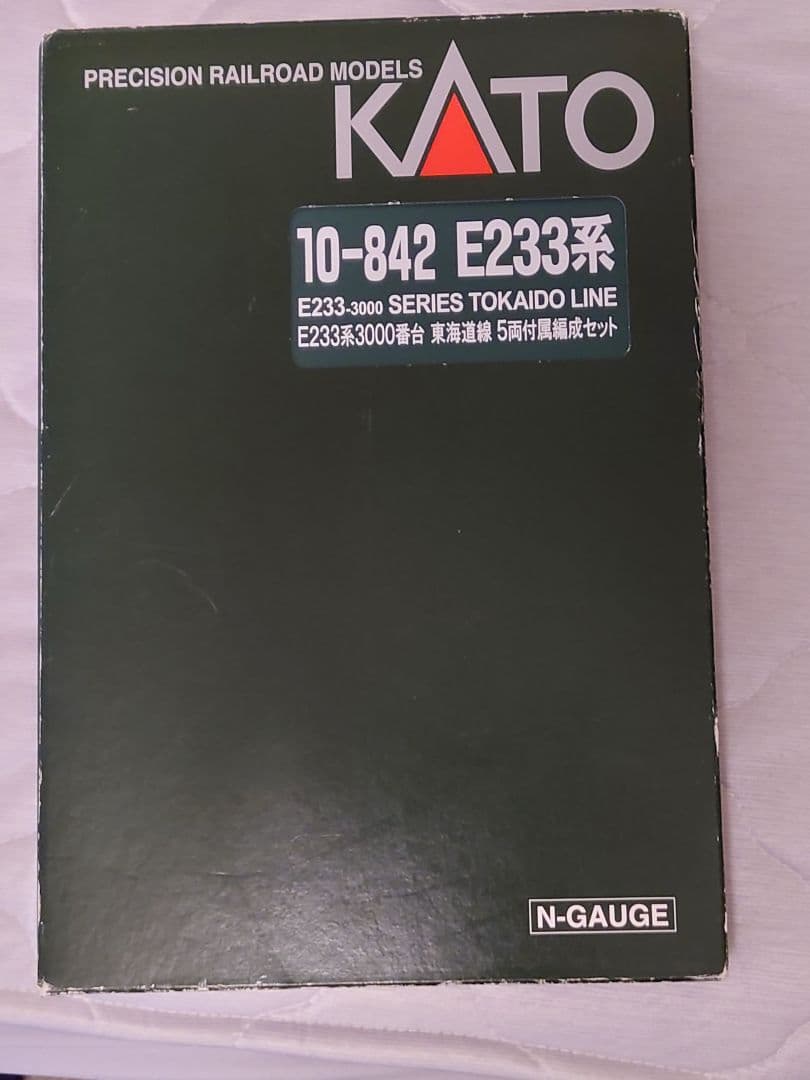 PRECISION RAILROAD MODELS
KATO
10-842 E233系
E233-3000 SERIES TOKAIDO LINE
E233系3000番台 東海道線 5両付属編成セット
N-GAUGE